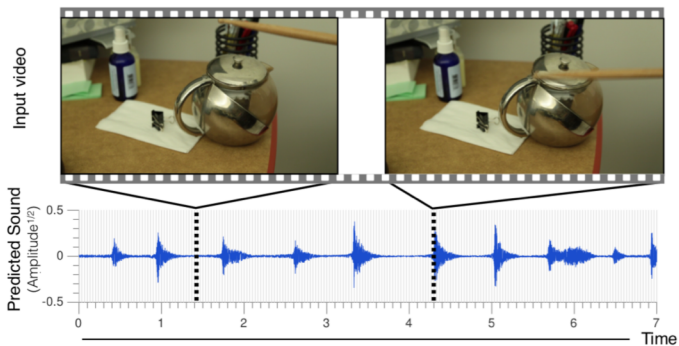 Input video
Predicted Sound
(Amplitude1/2)
0.5
0
-0.5
0 1 2 3 4 5 6 7
Time